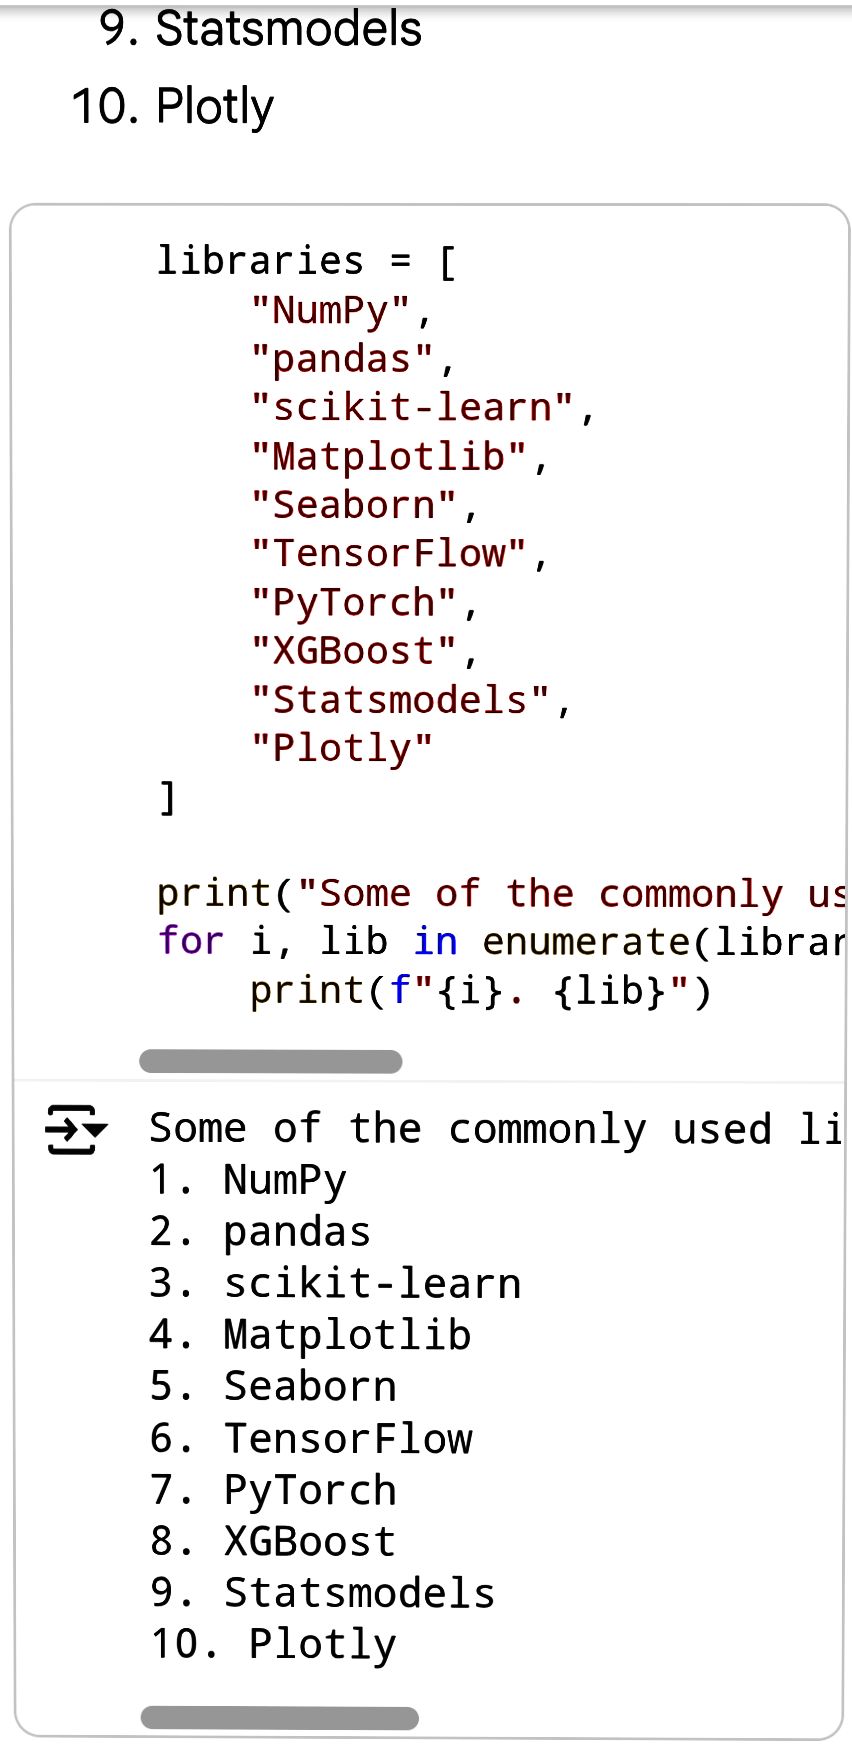 9. Statsmodels
10. Plotly
libraries = [
    "NumPy",
    "pandas",
    "scikit-learn",
    "Matplotlib",
    "Seaborn",
    "TensorFlow",
    "PyTorch",
    "XGBoost",
    "Statsmodels",
    "Plotly"
]
print("Some of the commonly us
for i, lib in enumerate(librar
    print(f"{i}. {lib}")
Some of the commonly used li
1. NumPy
2. pandas
3. scikit-learn
4. Matplotlib
5. Seaborn
6. TensorFlow
7. PyTorch
8. XGBoost
9. Statsmodels
10. Plotly